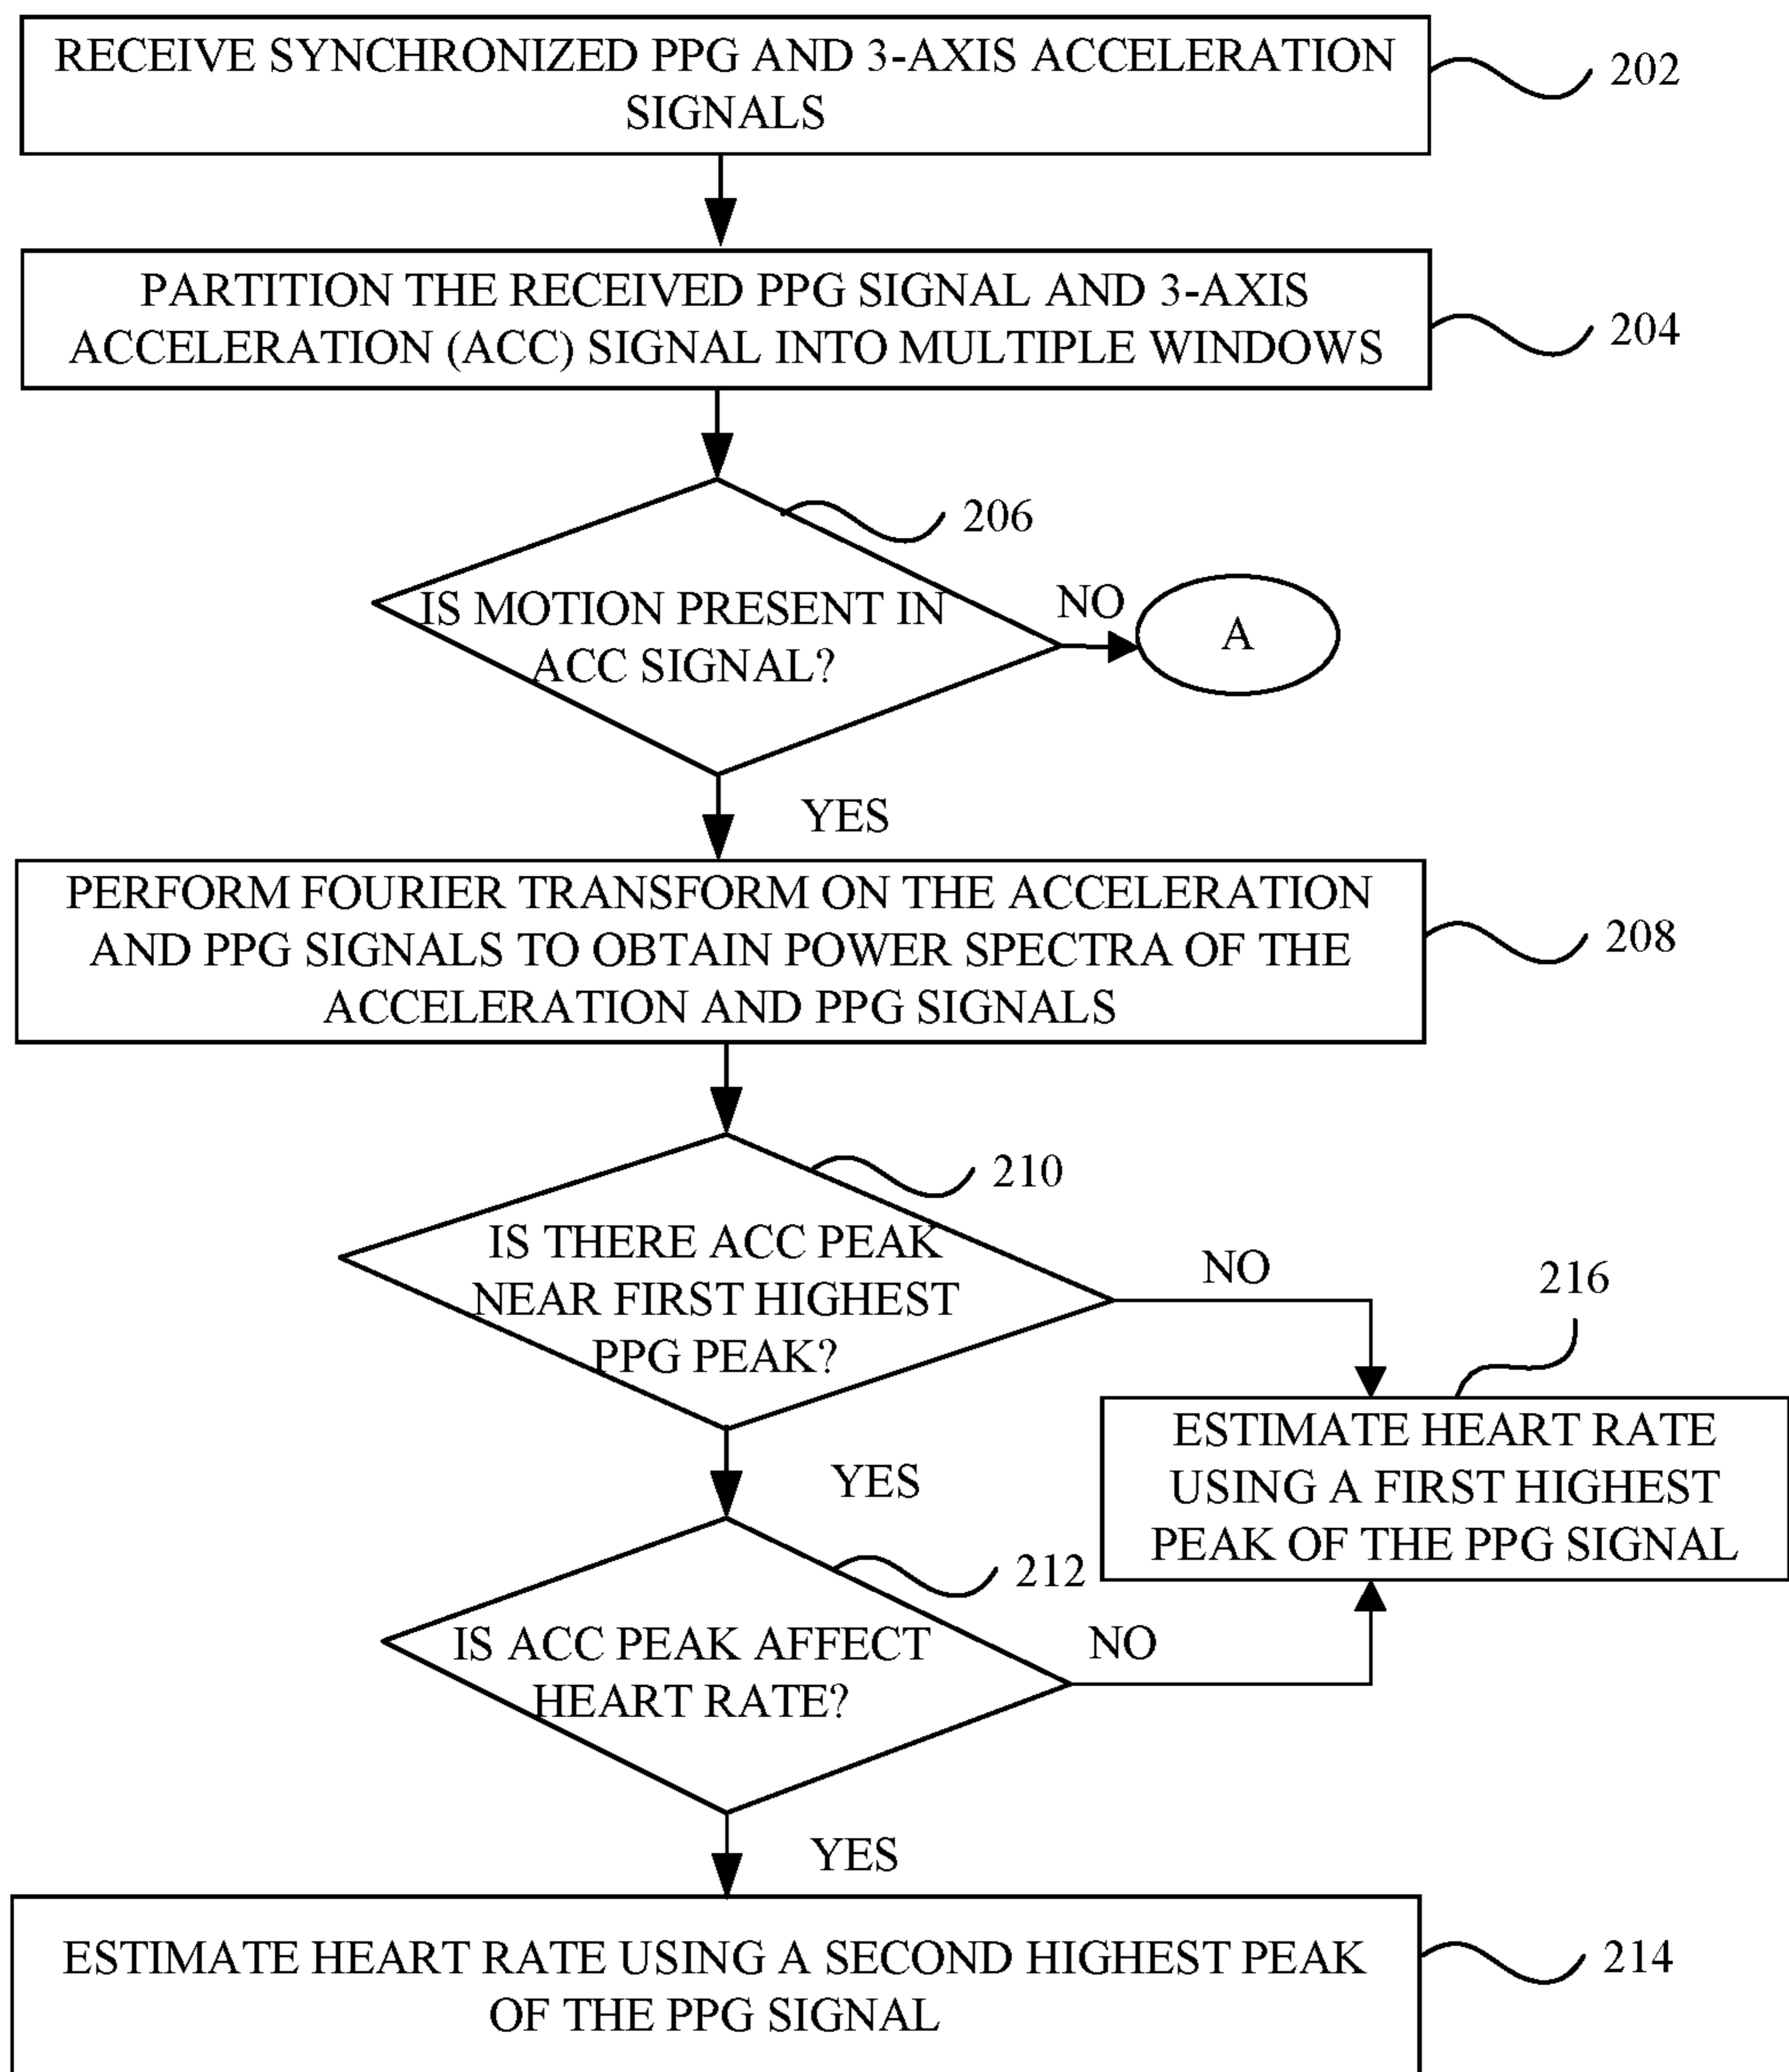 RECEIVE SYNCHRONIZED PPG AND 3-AXIS ACCELERATION
SIGNALS
202
PARTITION THE RECEIVED PPG SIGNAL AND 3-AXIS
ACCELERATION (ACC) SIGNAL INTO MULTIPLE WINDOWS
204
206
IS MOTION PRESENT IN
ACC SIGNAL?
NO
A
YES
PERFORM FOURIER TRANSFORM ON THE ACCELERATION
AND PPG SIGNALS TO OBTAIN POWER SPECTRA OF THE
ACCELERATION AND PPG SIGNALS
208
210
IS THERE ACC PEAK
NEAR FIRST HIGHEST
PPG PEAK?
NO
216
YES
ESTIMATE HEART RATE
USING A FIRST HIGHEST
PEAK OF THE PPG SIGNAL
212
IS ACC PEAK AFFECT
HEART RATE?
NO
YES
ESTIMATE HEART RATE USING A SECOND HIGHEST PEAK
OF THE PPG SIGNAL
214